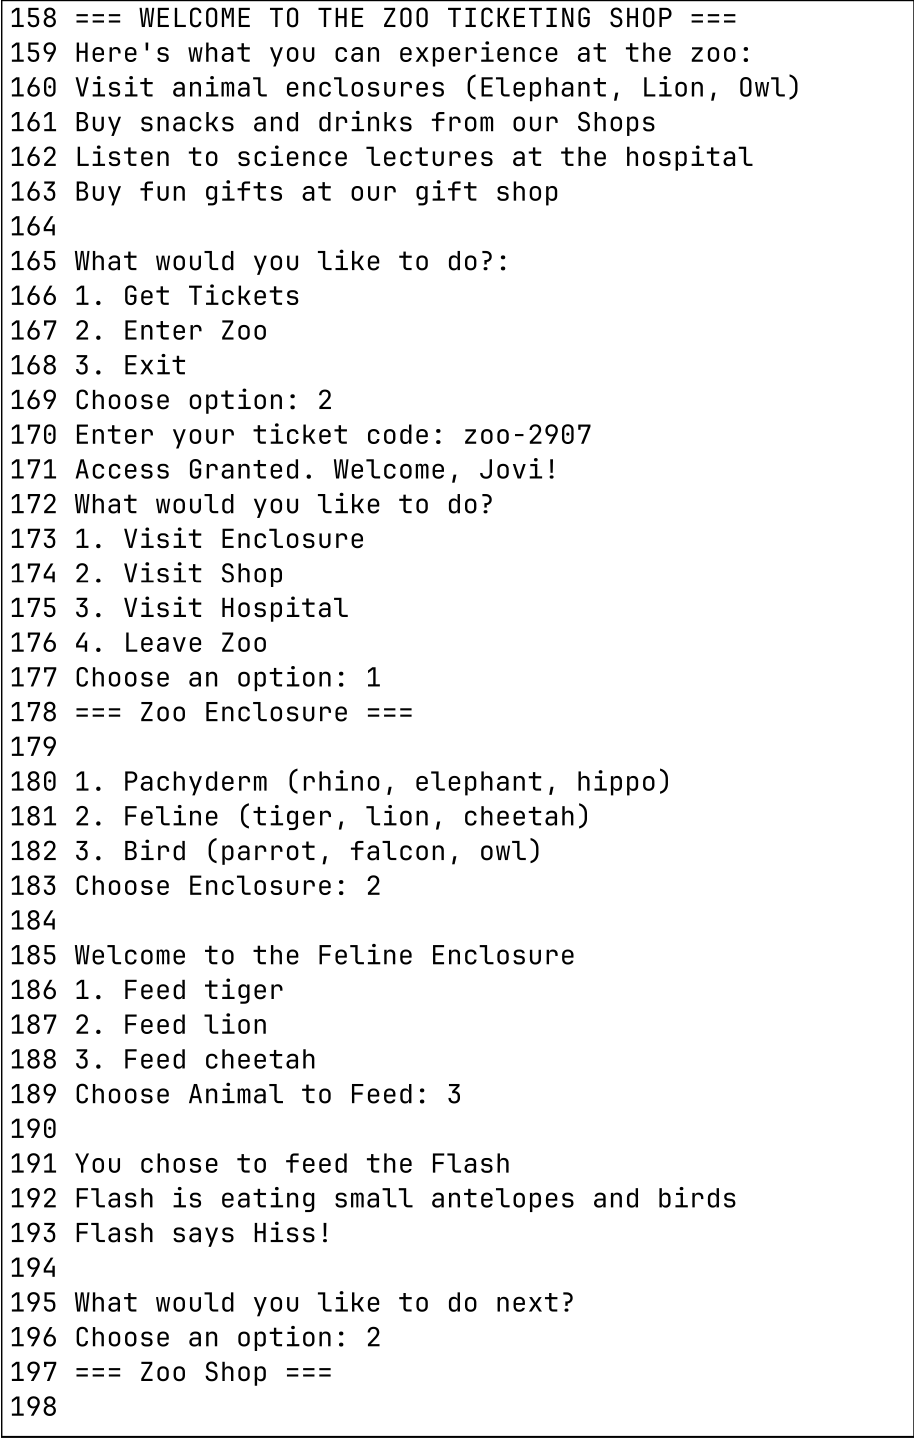 158 === WELCOME TO THE ZOO TICKETING SHOP ===
159 Here's what you can experience at the zoo:
160 Visit animal enclosures (Elephant, Lion, Owl)
161 Buy snacks and drinks from our Shops
162 Listen to science lectures at the hospital
163 Buy fun gifts at our gift shop
164
165 What would you like to do?:
166 1. Get Tickets
167 2. Enter Zoo
168 3. Exit
169 Choose option: 2
170 Enter your ticket code: zoo-2907
171 Access Granted. Welcome, Jovi!
172 What would you like to do?
173 1. Visit Enclosure
174 2. Visit Shop
175 3. Visit Hospital
176 4. Leave Zoo
177 Choose an option: 1
178 === Zoo Enclosure ===
179
180 1. Pachyderm (rhino, elephant, hippo)
181 2. Feline (tiger, lion, cheetah)
182 3. Bird (parrot, falcon, owl)
183 Choose Enclosure: 2
184
185 Welcome to the Feline Enclosure
186 1. Feed tiger
187 2. Feed lion
188 3. Feed cheetah
189 Choose Animal to Feed: 3
190
191 You chose to feed the Flash
192 Flash is eating small antelopes and birds
193 Flash says Hiss!
194
195 What would you like to do next?
196 Choose an option: 2
197 === Zoo Shop ===
198